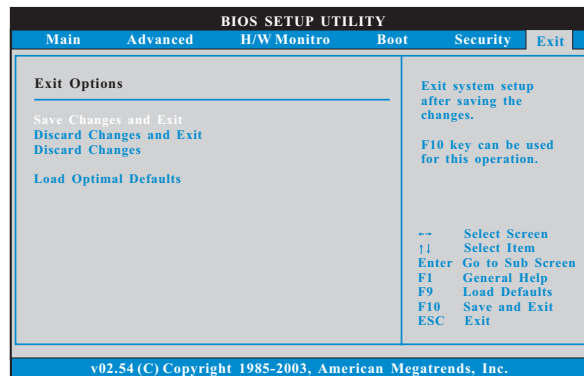 BIOS SETUP UTILITY
Main Advanced H/W Monitro Boot Security Exit
Exit Options
Save Changes and Exit
Discard Changes and Exit
Discard Changes
Load Optimal Defaults
Exit system setup
after saving the
changes.
F10 key can be used
for this operation.
←→ Select Screen
↑↓ Select Item
Enter Go to Sub Screen
F1 General Help
F9 Load Defaults
F10 Save and Exit
ESC Exit
v02.54 (C) Copyright 1985-2003, American Megatrends, Inc.